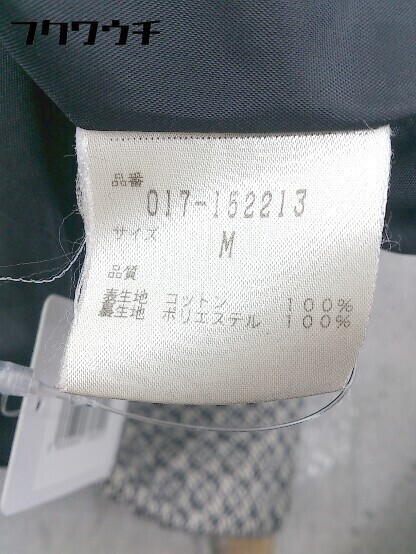 フクワウチ
品番
017-152213
サイズ
M
品質
表生地 コットン 100%
裏生地 ポリエステル 100%